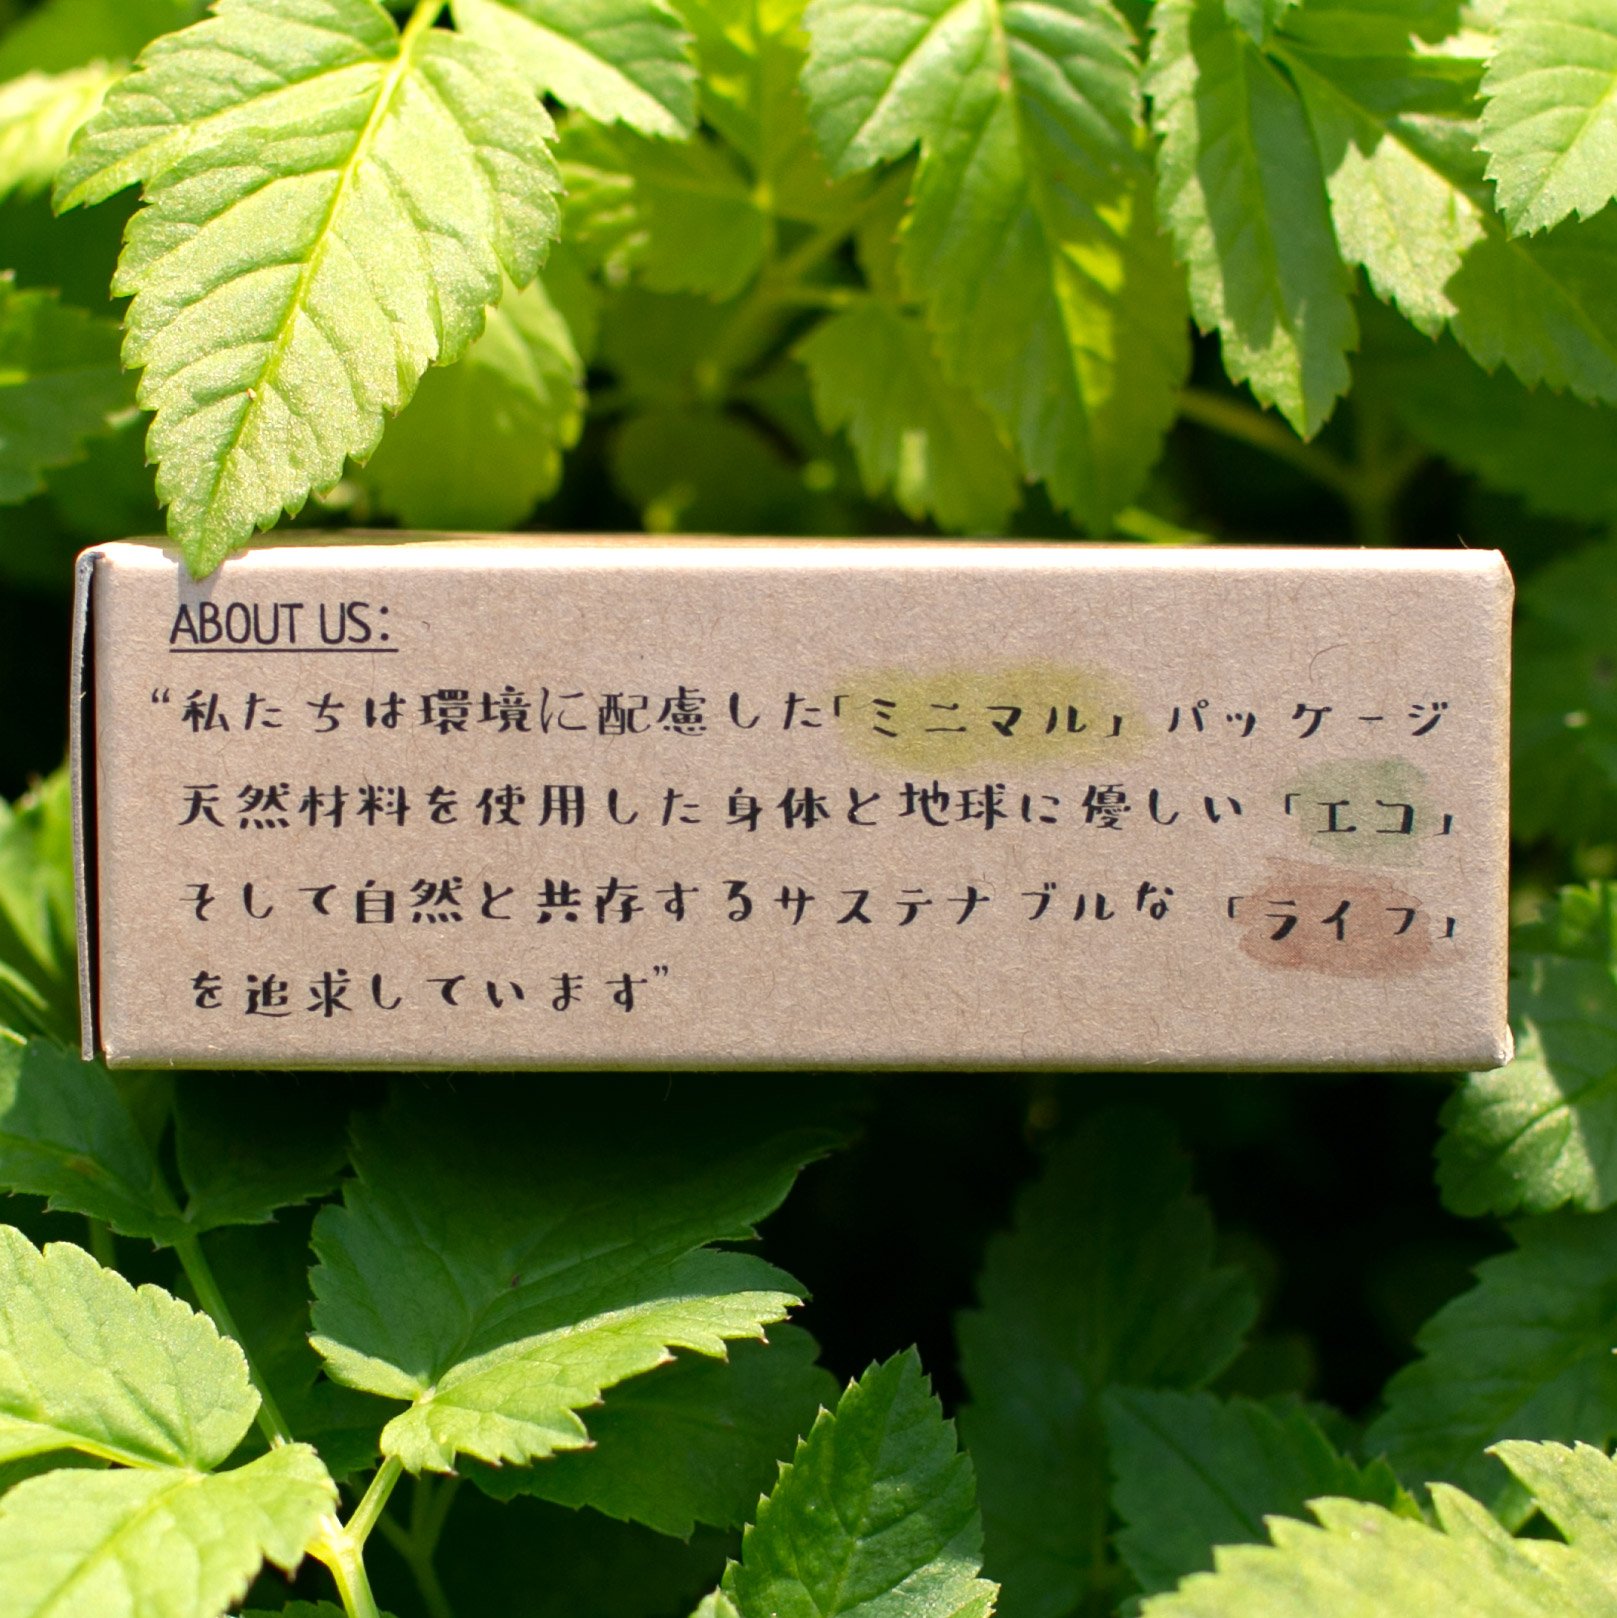 ABOUT US:
“私たちは環境に配慮した「ミニマル」パッケージ
天然材料を使用した身体と地球に優しい「エコ」
そして自然と共存するサステナブルな「ライフ」
を追求しています”